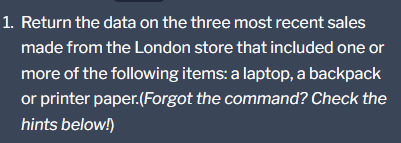 1. Return the data on the three most recent sales
made from the London store that included one or
more of the following items: a laptop, a backpack
or printer paper.(Forgot the command? Check the
hints below!)